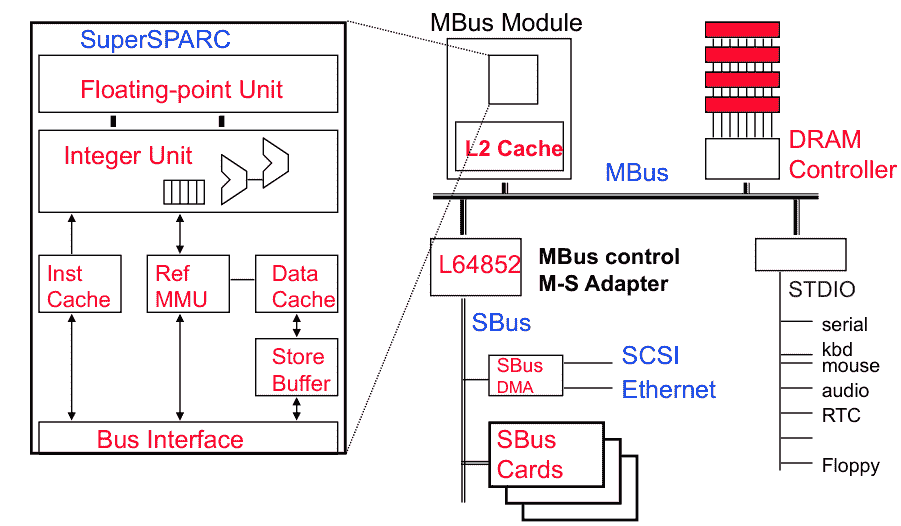 SuperSPARC
Floating-point Unit
Integer Unit
Inst
Cache
Ref
MMU
Data
Cache
Store
Buffer
Bus Interface
MBus Module
L2 Cache
DRAM
Controller
MBus
L64852
MBus control
M-S Adapter
STDIO
serial
kbd
mouse
audio
RTC
Floppy
SBus
SBus
DMA
SCSI
Ethernet
SBus
Cards